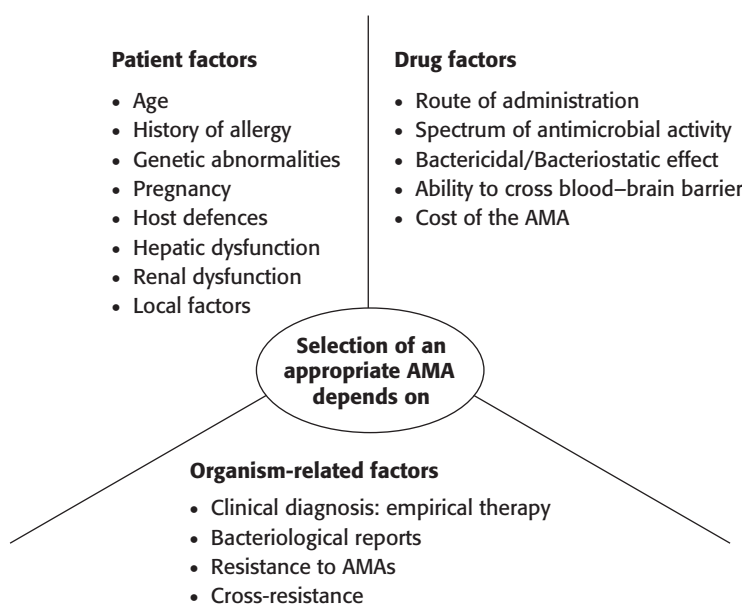 Patient factors
• Age
• History of allergy
• Genetic abnormalities
• Pregnancy
• Host defences
• Hepatic dysfunction
• Renal dysfunction
• Local factors
Drug factors
• Route of administration
• Spectrum of antimicrobial activity
• Bactericidal/Bacteriostatic effect
• Ability to cross blood–brain barrier
• Cost of the AMA
Selection of an
appropriate AMA
depends on
Organism-related factors
• Clinical diagnosis: empirical therapy
• Bacteriological reports
• Resistance to AMAs
• Cross-resistance